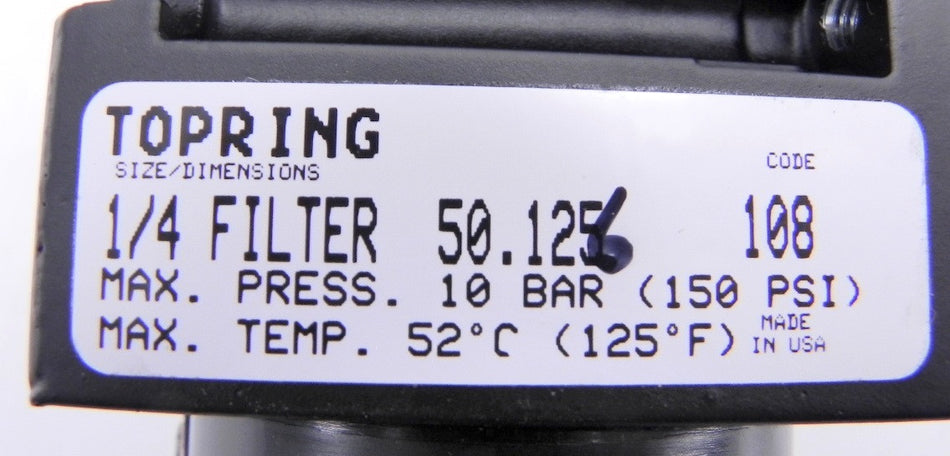 TOPRING
SIZE/DIMENSIONS CODE
1/4 FILTER 50.126 108
MAX. PRESS. 10 BAR (150 PSI)
MAX. TEMP. 52°C (125°F) MADE IN USA